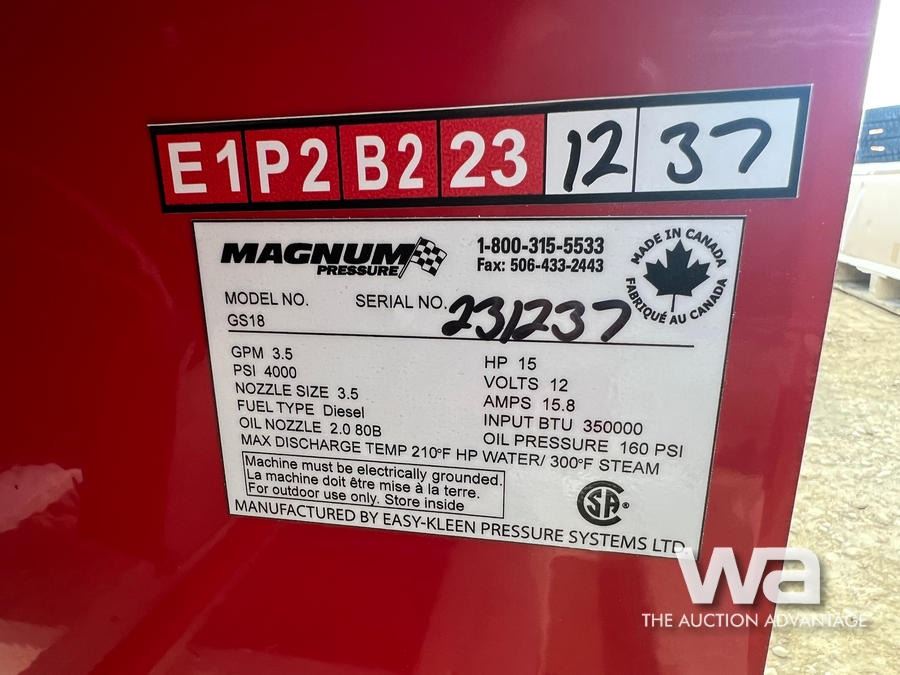 E1 P2 B2 23 12 37
MAGNUM
PRESSURE
1-800-315-5533
Fax: 506-433-2443
MADE IN CANADA
FABRIQUÉ AU CANADA
MODEL NO.
GS18
SERIAL NO. 231237
GPM 3.5
PSI 4000
NOZZLE SIZE 3.5
FUEL TYPE Diesel
OIL NOZZLE 2.0 80B
HP 15
VOLTS 12
AMPS 15.8
INPUT BTU 350000
OIL PRESSURE 160 PSI
MAX DISCHARGE TEMP 210°F HP WATER/ 300°F STEAM
Machine must be electrically grounded.
La machine doit être mise à la terre.
For outdoor use only. Store inside
CSA®
MANUFACTURED BY EASY-KLEEN PRESSURE SYSTEMS LTD.
wa
THE AUCTION ADVANTAGE